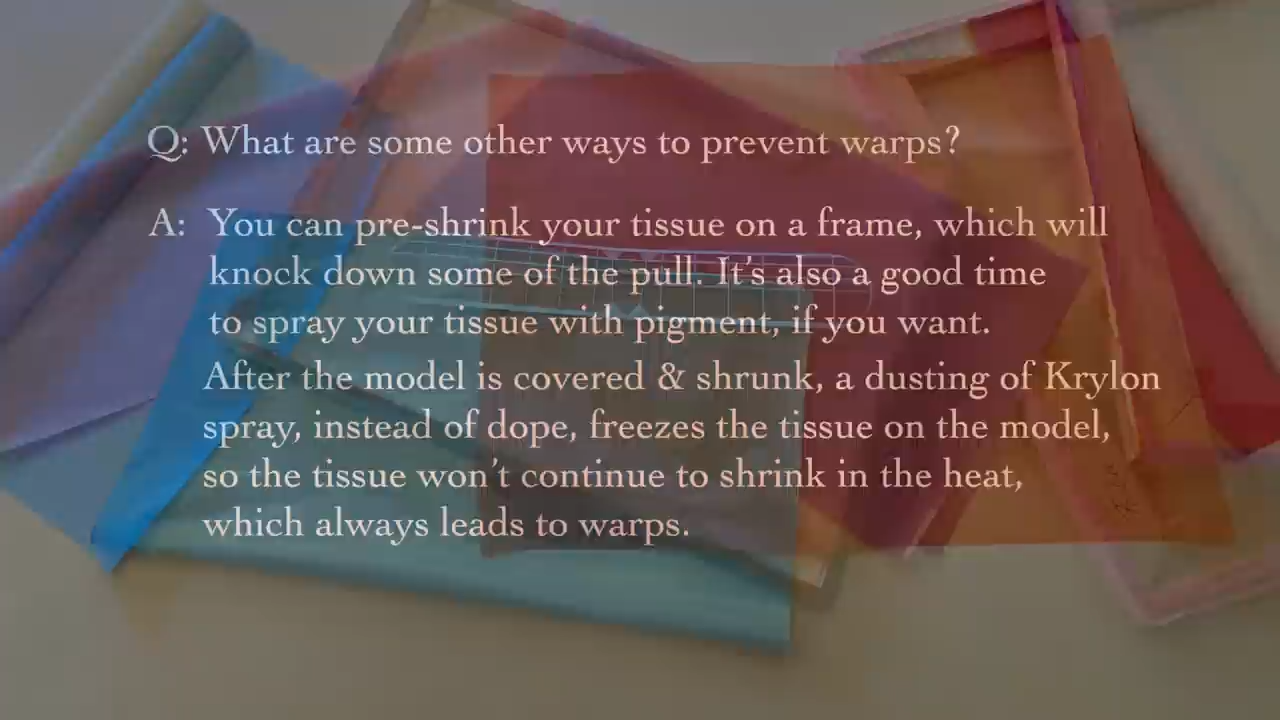 Q: What are some other ways to prevent warps?
A: You can pre-shrink your tissue on a frame, which will
knock down some of the pull. It's also a good time
to spray your tissue with pigment, if you want.
After the model is covered & shrunk, a dusting of Krylon
spray, instead of dope, freezes the tissue on the model,
so the tissue won't continue to shrink in the heat,
which always leads to warps.